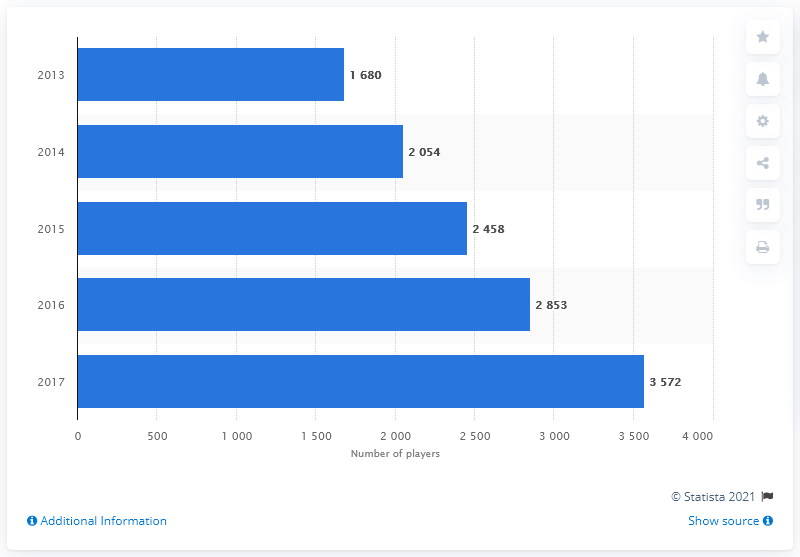 2013
1 680
2014
2 054
2015
2 458
2016
2 853
2017
3 572
0 500 1 000 1 500 2 000 2 500 3 000 3 500 4 000
Number of players
© Statista 2021
Additional Information
Show source